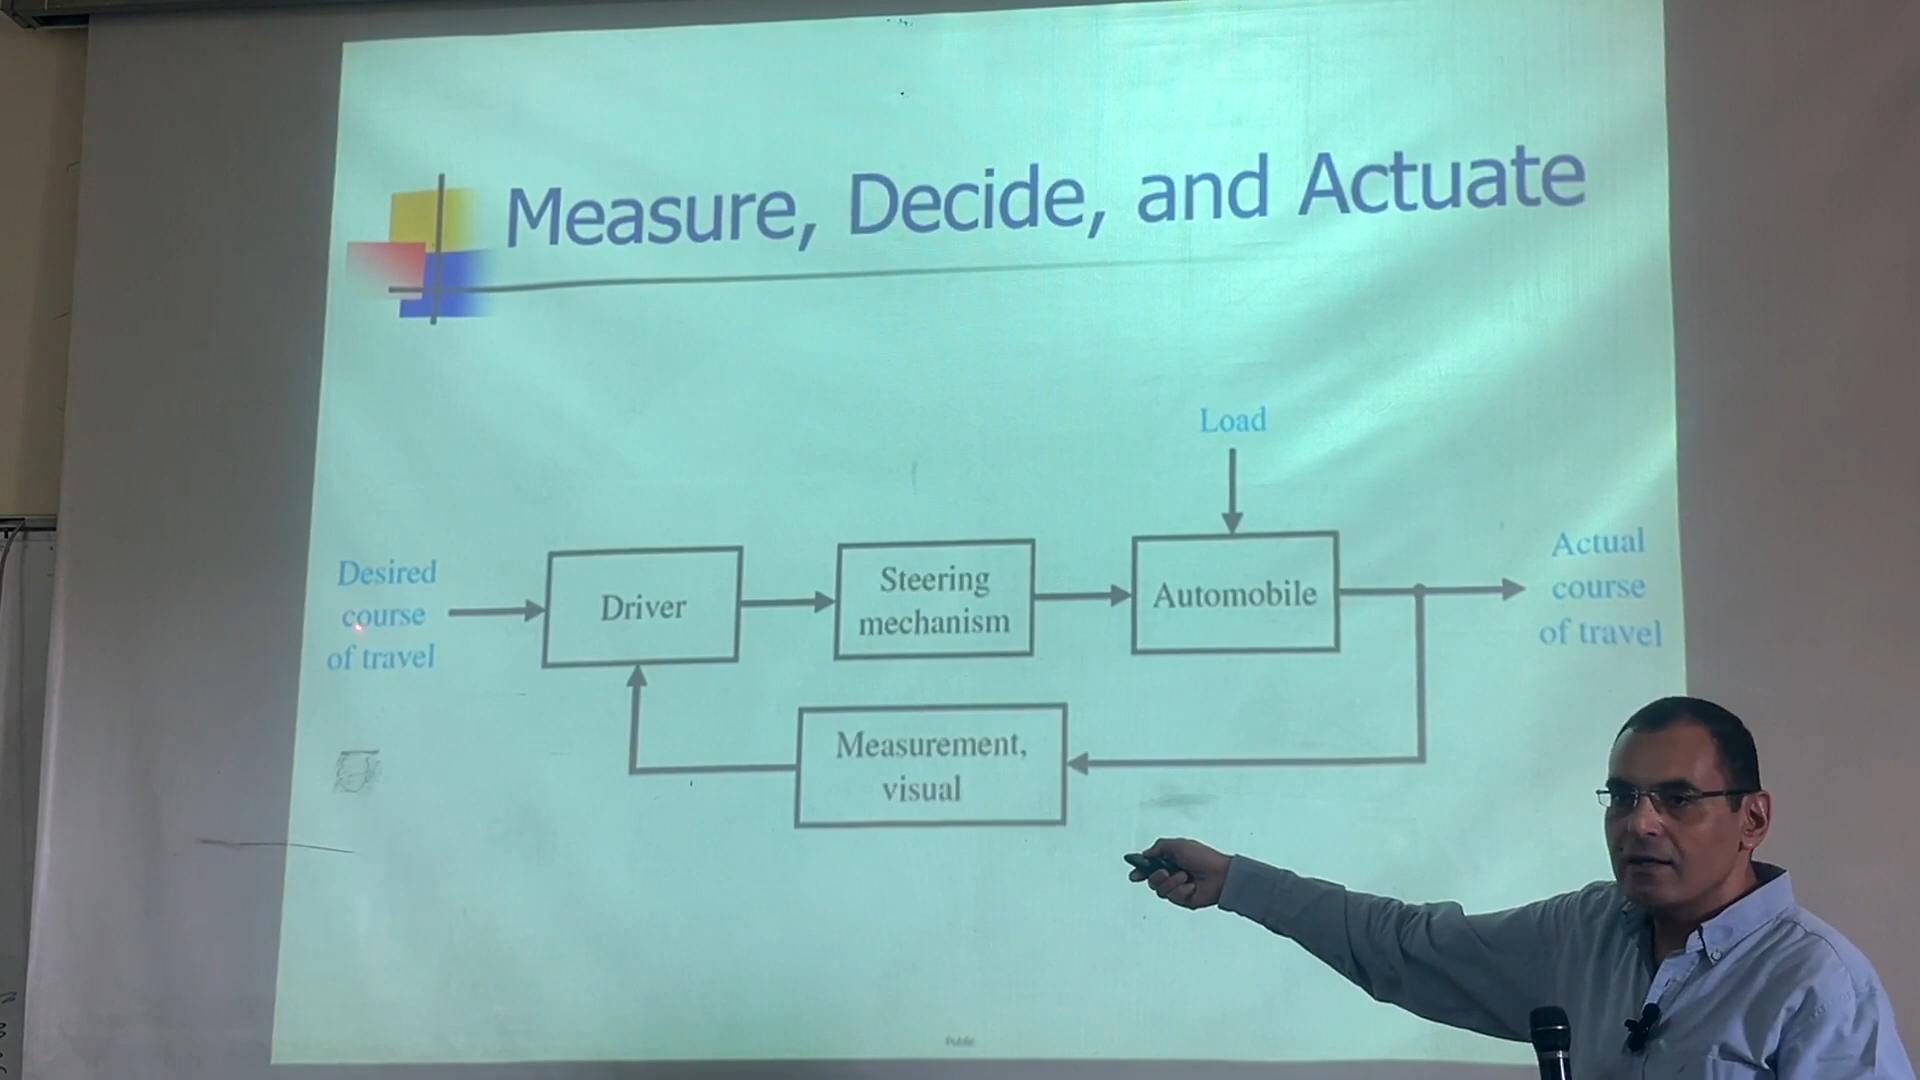 Measure, Decide, and Actuate
Load
Desired
course
of travel
Driver
Steering
mechanism
Automobile
Actual
course
of travel
Measurement,
visual
Public